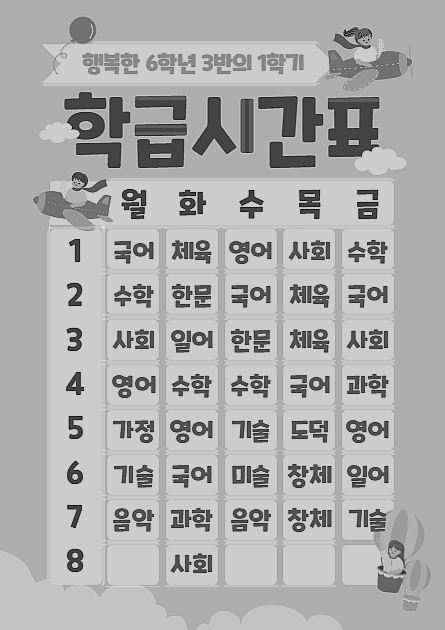 행복한 6학년 3반의 1학기
학급시간표
월 화 수 목 금
1 국어 체육 영어 사회 수학
2 수학 한문 국어 체육 국어
3 사회 일어 한문 체육 사회
4 영어 수학 수학 국어 과학
5 가정 영어 기술 도덕 영어
6 기술 국어 미술 창체 일어
7 음악 과학 음악 창체 기술
8 사회